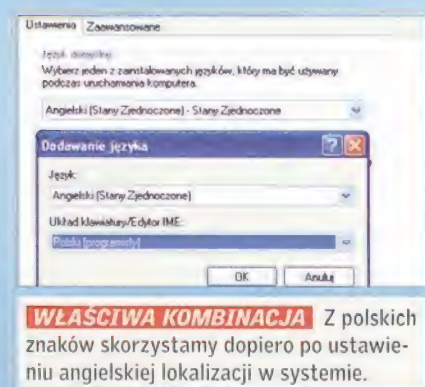 Ustawienia Zaawansowane
Język domyślny
Wybierz jeden z zainstalowanych języków, który ma być używany
podczas uruchamiania komputera.
Angielski (Stany Zjednoczone) - Stany Zjednoczone
Dodawanie języka
Język:
Angielski (Stany Zjednoczone)
Układ klawiatury/Edytor IME:
Polski (programisty)
OK Anuluj
WŁAŚCIWA KOMBINACJA Z polskich
znaków skorzystamy dopiero po ustawie-
niu angielskiej lokalizacji w systemie.